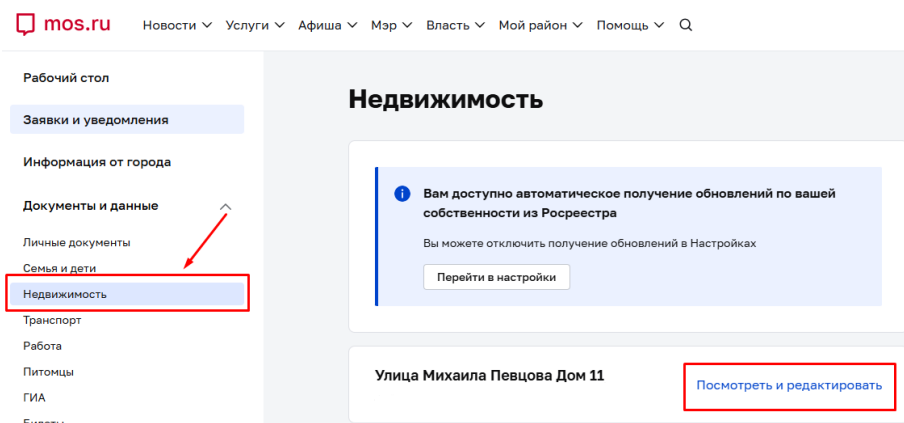 mos.ru Новости Услуги Афиша Мэр Власть Мой район Помощь
Рабочий стол
Заявки и уведомления
Информация от города
Документы и данные
Личные документы
Семья и дети
Недвижимость
Транспорт
Работа
Питомцы
ГИА
Билеты
Недвижимость
Вам доступно автоматическое получение обновлений по вашей
собственности из Росреестра
Вы можете отключить получение обновлений в Настройках
Перейти в настройки
Улица Михаила Певцова Дом 11
Посмотреть и редактировать